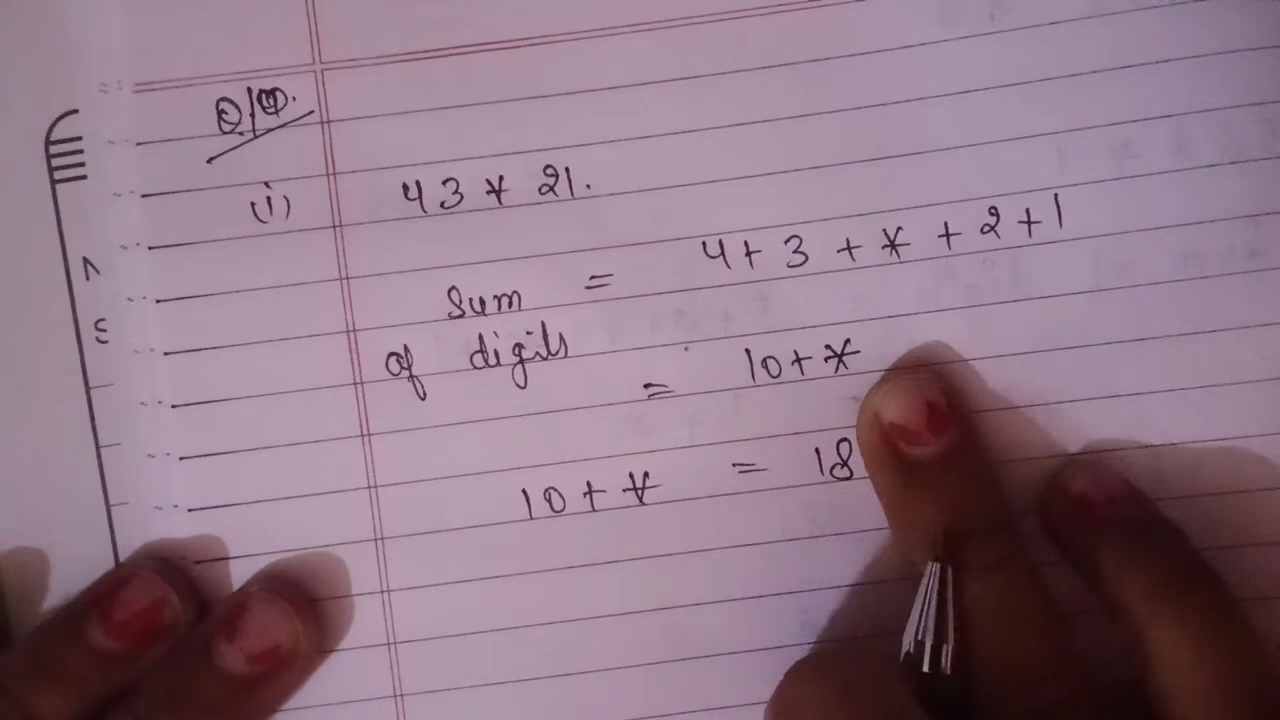 (i) 43 * 21.
Sum of digits = 4 + 3 + * + 2 + 1
= 10 + *
10 + * = 18